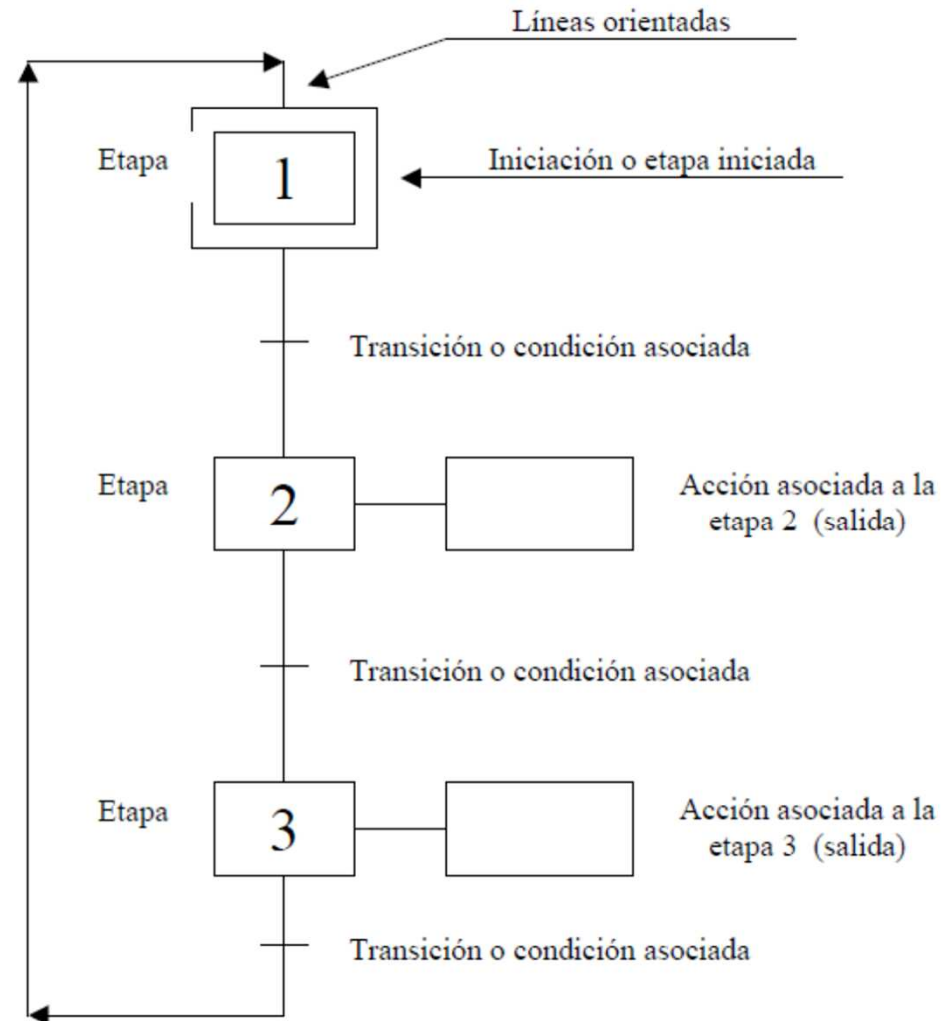 Líneas orientadas
Etapa
1
Iniciación o etapa iniciada
Transición o condición asociada
Etapa
2
Acción asociada a la
etapa 2 (salida)
Transición o condición asociada
Etapa
3
Acción asociada a la
etapa 3 (salida)
Transición o condición asociada